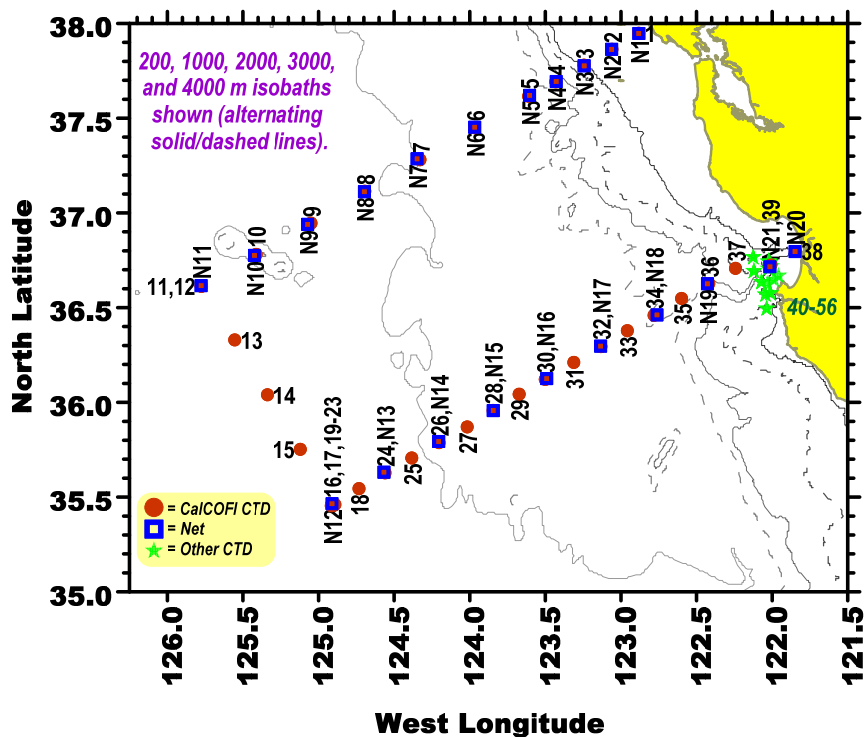 38.0
37.5
37.0
36.5
36.0
35.5
35.0
North Latitude
200, 1000, 2000, 3000,
and 4000 m isobaths
shown (alternating
solid/dashed lines).
N11
N22
N33
N44
N55
N66
N77
N88
N99
N1010
11,12
N11
13
14
15
N12
16,17,19-23
18
24,N13
25
26,N14
27
28,N15
29
30,N16
31
32,N17
33
34,N18
35
N19
36
37
N21,39
N20
38
40-56
= CalCOFI CTD
= Net
= Other CTD
126.0
125.5
125.0
124.5
124.0
123.5
123.0
122.5
122.0
121.5
West Longitude